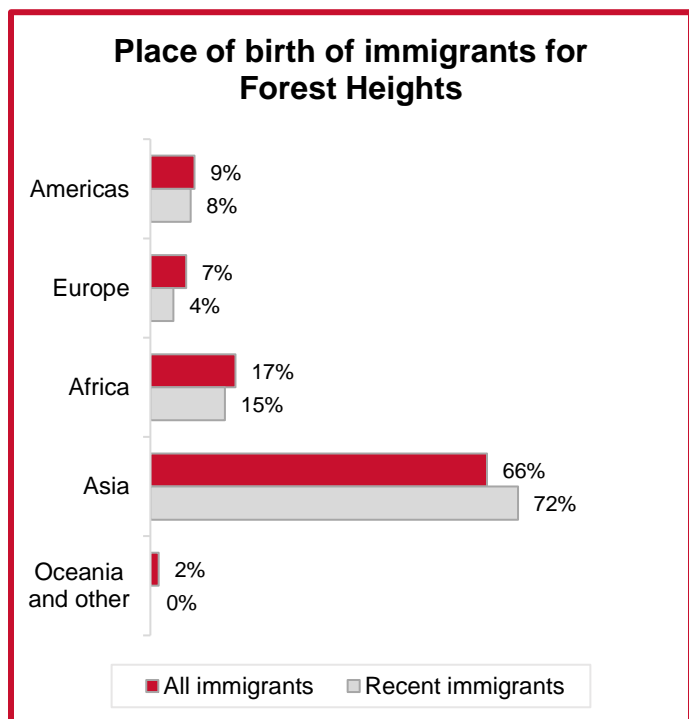 Place of birth of immigrants for
Forest Heights
Americas
9%
8%
Europe
7%
4%
Africa
17%
15%
Asia
66%
72%
Oceania
and other
2%
0%
All immigrants
Recent immigrants